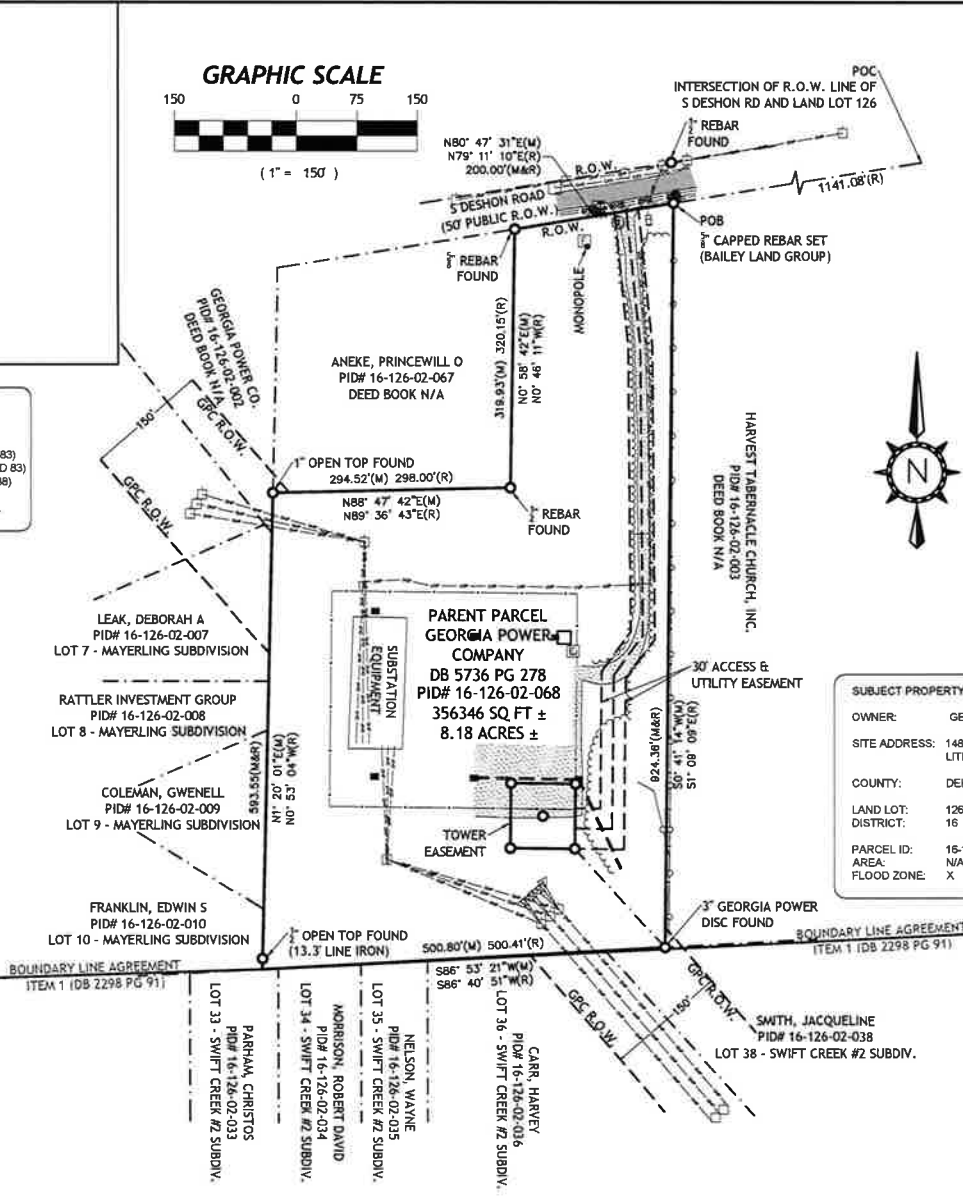 GRAPHIC SCALE
150 0 75 150
( 1" = 150' )
POC
INTERSECTION OF R.O.W. LINE OF
S DESHON RD AND LAND LOT 126
REBAR
FOUND
N80° 47' 31"E(M)
N79° 11' 10"E(R)
200.00'(M&R)
R.O.W.
1141.08'(R)
S DESHON ROAD
(50' PUBLIC R.O.W.)
R.O.W.
POB
CAPPED REBAR SET
(BAILEY LAND GROUP)
REBAR
FOUND
MONOPOLE
GEORGIA POWER CO.
PID# 16-126-02-002
DEED BOOK N/A
GPC R.O.W.
150'
GPC R.O.W.
ANEKE, PRINCEWILL O
PID# 16-126-02-067
DEED BOOK N/A
319.93'(M) 320.15'(R)
N0° 58' 42"E(M)
N0° 46' 11"W(R)
83)
D 83)
88)
1" OPEN TOP FOUND
294.52'(M) 298.00'(R)
N88° 47' 42"E(M)
N89° 36' 43"E(R)
REBAR
FOUND
HARVEST TABERNACLE CHURCH, INC.
PID# 16-126-02-003
DEED BOOK N/A
N
LEAK, DEBORAH A
PID# 16-126-02-007
LOT 7 - MAYERLING SUBDIVISION
RATTLER INVESTMENT GROUP
PID# 16-126-02-008
LOT 8 - MAYERLING SUBDIVISION
COLEMAN, GWENELL
PID# 16-126-02-009
LOT 9 - MAYERLING SUBDIVISION
FRANKLIN, EDWIN S
PID# 16-126-02-010
LOT 10 - MAYERLING SUBDIVISION
N1° 20' 01"E(M)
N0° 53' 04"W(R)
SUBSTATION
EQUIPMENT
PARENT PARCEL
GEORGIA POWER
COMPANY
DB 5736 PG 278
PID# 16-126-02-068
356346 SQ FT ±
8.18 ACRES ±
30' ACCESS &
UTILITY EASEMENT
924.38'(M&R)
S0° 41' 14"W(M)
S1° 08' 09"E(R)
TOWER
EASEMENT
SUBJECT PROPERTY
OWNER: GE
SITE ADDRESS: 148
LIT
COUNTY: DE
LAND LOT: 126
DISTRICT: 16
PARCEL ID: 16-
AREA: N/A
FLOOD ZONE: X
OPEN TOP FOUND
(13.3' LINE IRON)
500.80'(M) 500.41'(R)
S86° 53' 21"W(M)
S86° 40' 51"W(R)
3" GEORGIA POWER
DISC FOUND
BOUNDARY LINE AGREEMENT
ITEM 1 (DB 2298 PG 91)
BOUNDARY LINE AGREEMENT
ITEM 1 (DB 2298 PG 91)
GPC R.O.W.
150'
GPC R.O.W.
SMITH, JACQUELINE
PID# 16-126-02-038
LOT 38 - SWIFT CREEK #2 SUBDIV.
PARHAM, CHRISTOS
PID# 16-126-02-033
LOT 33 - SWIFT CREEK #2 SUBDIV.
MORRISON, ROBERT DAVID
PID# 16-126-02-034
LOT 34 - SWIFT CREEK #2 SUBDIV.
NELSON, WAYNE
PID# 16-126-02-035
LOT 35 - SWIFT CREEK #2 SUBDIV.
CARR, HARVEY
PID# 16-126-02-036
LOT 36 - SWIFT CREEK #2 SUBDIV.